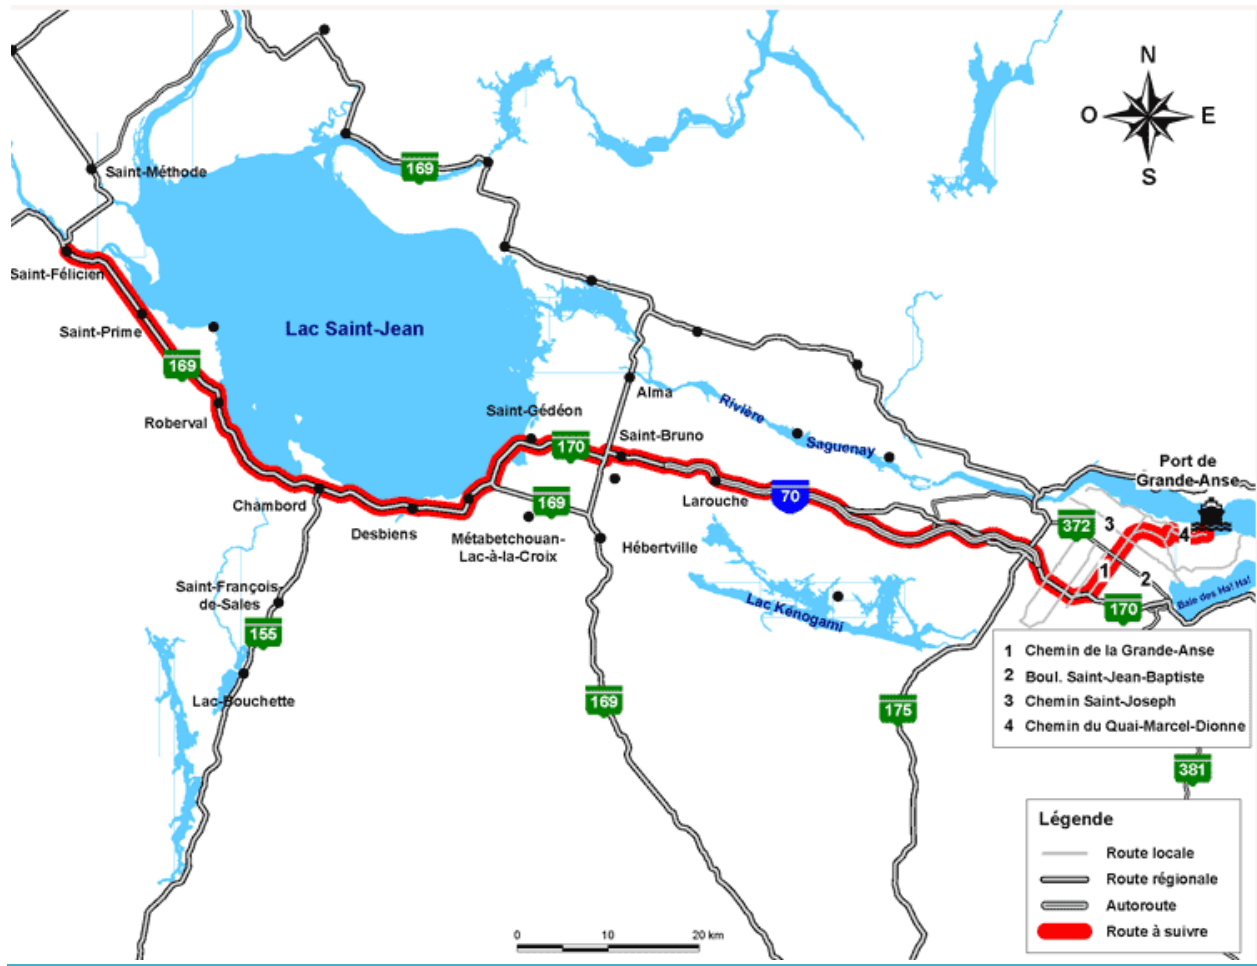 N
O
E
S
Saint-Méthode
169
Saint-Félicien
Saint-Prime
Lac Saint-Jean
169
Roberval
Alma
Rivière
Saguenay
Saint-Gédéon
Saint-Bruno
170
Port de
Grande-Anse
Larouche
70
Chambord
169
372
3
4
Desbiens
Métabetchouan-
Lac-à-la-Croix
Hébertville
1
2
Baie des Ha! Ha!
Saint-François-
de-Sales
Lac Kénogami
170
155
1 Chemin de la Grande-Anse
2 Boul. Saint-Jean-Baptiste
3 Chemin Saint-Joseph
4 Chemin du Quai-Marcel-Dionne
Lac-Bouchette
169
175
381
Légende
Route locale
Route régionale
Autoroute
Route à suivre
0 10 20 km